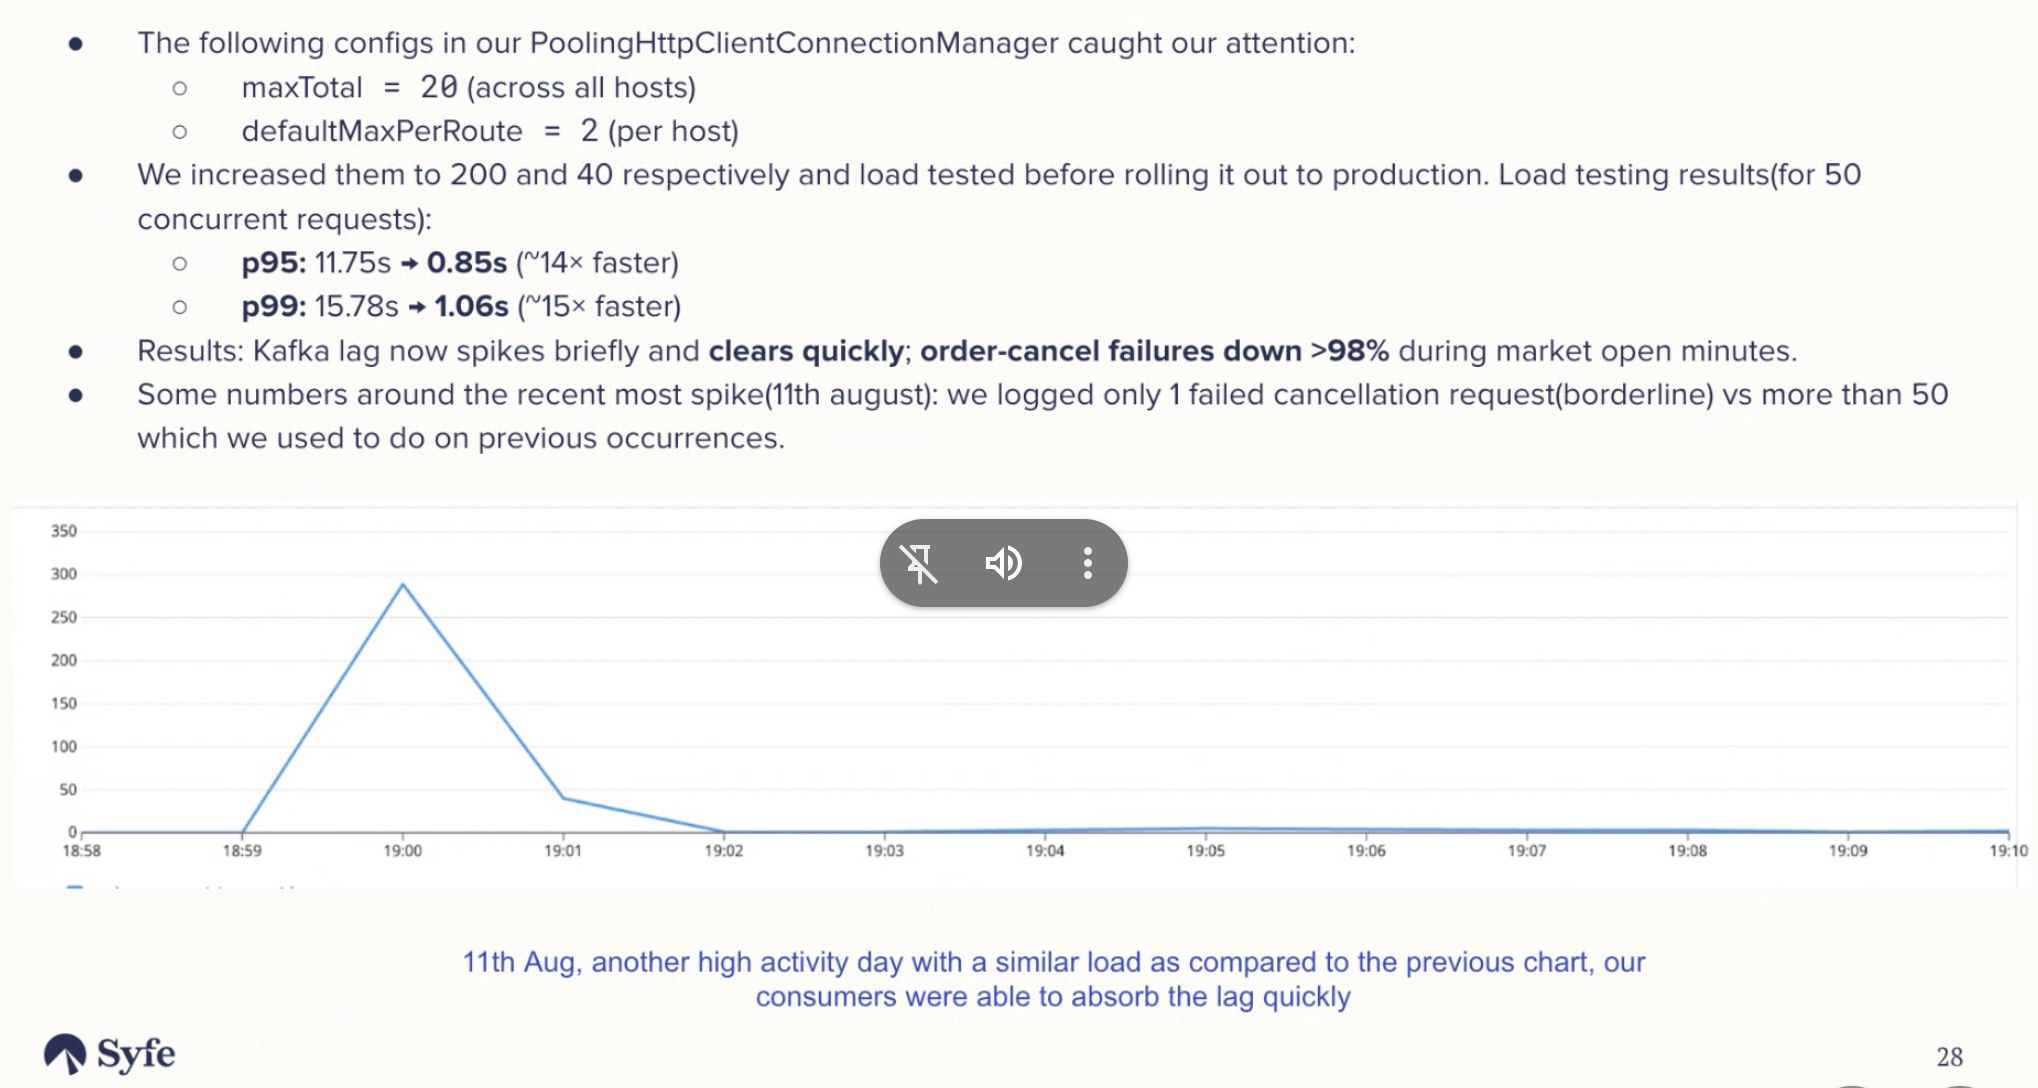 ● The following configs in our PoolingHttpClientConnectionManager caught our attention:
○ maxTotal = 20 (across all hosts)
○ defaultMaxPerRoute = 2 (per host)
● We increased them to 200 and 40 respectively and load tested before rolling it out to production. Load testing results(for 50
concurrent requests):
○ p95: 11.75s → 0.85s (~14× faster)
○ p99: 15.78s → 1.06s (~15× faster)
● Results: Kafka lag now spikes briefly and clears quickly; order-cancel failures down >98% during market open minutes.
● Some numbers around the recent most spike(11th august): we logged only 1 failed cancellation request(borderline) vs more than 50
which we used to do on previous occurrences.
350
300
250
200
150
100
50
0
18:58 18:59 19:00 19:01 19:02 19:03 19:04 19:05 19:06 19:07 19:08 19:09 19:10
11th Aug, another high activity day with a similar load as compared to the previous chart, our
consumers were able to absorb the lag quickly
Syfe
28